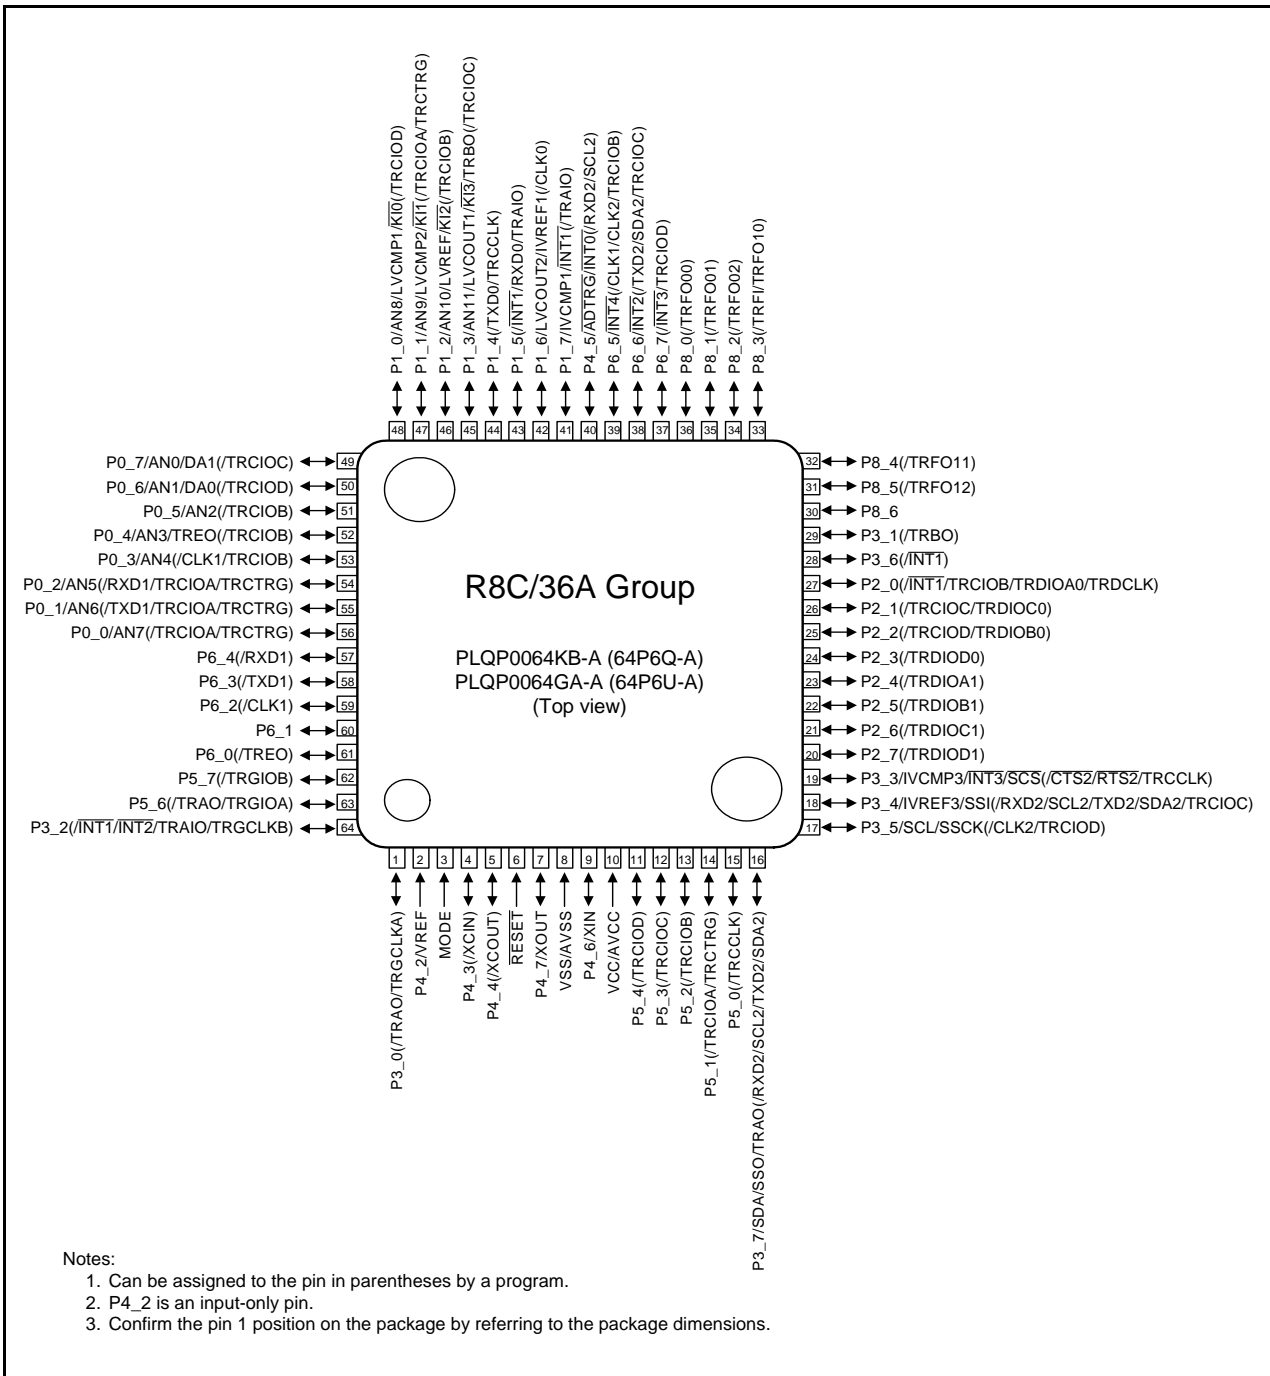 P1_0/AN8/LVCMP1/KI0(/TRCIOD)
P1_1/AN9/LVCMP2/KI1(/TRCIOA/TRCTRG)
P1_2/AN10/LVREF/KI2(/TRCIOB)
P1_3/AN11/LVCOUT1/KI3/TRBO(/TRCIOC)
P1_4(/TXD0/TRCCLK)
P1_5(/INT1/RXD0/TRAIO)
P1_6/LVCOUT2/IVREF1(/CLK0)
P1_7/IVCMP1/INT1(/TRAIO)
P4_5/ADTRG/INT0(/RXD2/SCL2)
P6_5/INT4(/CLK1/CLK2/TRCIOB)
P6_6/INT2(/TXD2/SDA2/TRCIOC)
P6_7(/INT3/TRCIOD)
P8_0(/TRFO00)
P8_1(/TRFO01)
P8_2(/TRFO02)
P8_3(/TRFI/TRFO10)
48 47 46 45 44 43 42 41 40 39 38 37 36 35 34 33
P0_7/AN0/DA1(/TRCIOC) 49
P0_6/AN1/DA0(/TRCIOD) 50
P0_5/AN2(/TRCIOB) 51
P0_4/AN3/TREO(/TRCIOB) 52
P0_3/AN4(/CLK1/TRCIOB) 53
P0_2/AN5(/RXD1/TRCIOA/TRCTRG) 54
P0_1/AN6(/TXD1/TRCIOA/TRCTRG) 55
P0_0/AN7(/TRCIOA/TRCTRG) 56
P6_4(/RXD1) 57
P6_3(/TXD1) 58
P6_2(/CLK1) 59
P6_1 60
P6_0(/TREO) 61
P5_7(/TRGIOB) 62
P5_6(/TRAO/TRGIOA) 63
P3_2(/INT1/INT2/TRAIO/TRGCLKB) 64
R8C/36A Group
PLQP0064KB-A (64P6Q-A)
PLQP0064GA-A (64P6U-A)
(Top view)
32 P8_4(/TRFO11)
31 P8_5(/TRFO12)
30 P8_6
29 P3_1(/TRBO)
28 P3_6(/INT1)
27 P2_0(/INT1/TRCIOB/TRDIOA0/TRDCLK)
26 P2_1(/TRCIOC/TRDIOC0)
25 P2_2(/TRCIOD/TRDIOB0)
24 P2_3(/TRDIOD0)
23 P2_4(/TRDIOA1)
22 P2_5(/TRDIOB1)
21 P2_6(/TRDIOC1)
20 P2_7(/TRDIOD1)
19 P3_3/IVCMP3/INT3/SCS(/CTS2/RTS2/TRCCLK)
18 P3_4/IVREF3/SSI(/RXD2/SCL2/TXD2/SDA2/TRCIOC)
17 P3_5/SCL/SSCK(/CLK2/TRCIOD)
1 2 3 4 5 6 7 8 9 10 11 12 13 14 15 16
P3_0(/TRAO/TRGCLKA)
P4_2/VREF
MODE
P4_3(/XCIN)
P4_4(/XCOUT)
RESET
P4_7/XOUT
VSS/AVSS
P4_6/XIN
VCC/AVCC
P5_4(/TRCIOD)
P5_3(/TRCIOC)
P5_2(/TRCIOB)
P5_1(/TRCIOA/TRCTRG)
P5_0(/TRCCLK)
P3_7/SDA/SSO/TRAO(/RXD2/SCL2/TXD2/SDA2)
Notes:
1. Can be assigned to the pin in parentheses by a program.
2. P4_2 is an input-only pin.
3. Confirm the pin 1 position on the package by referring to the package dimensions.